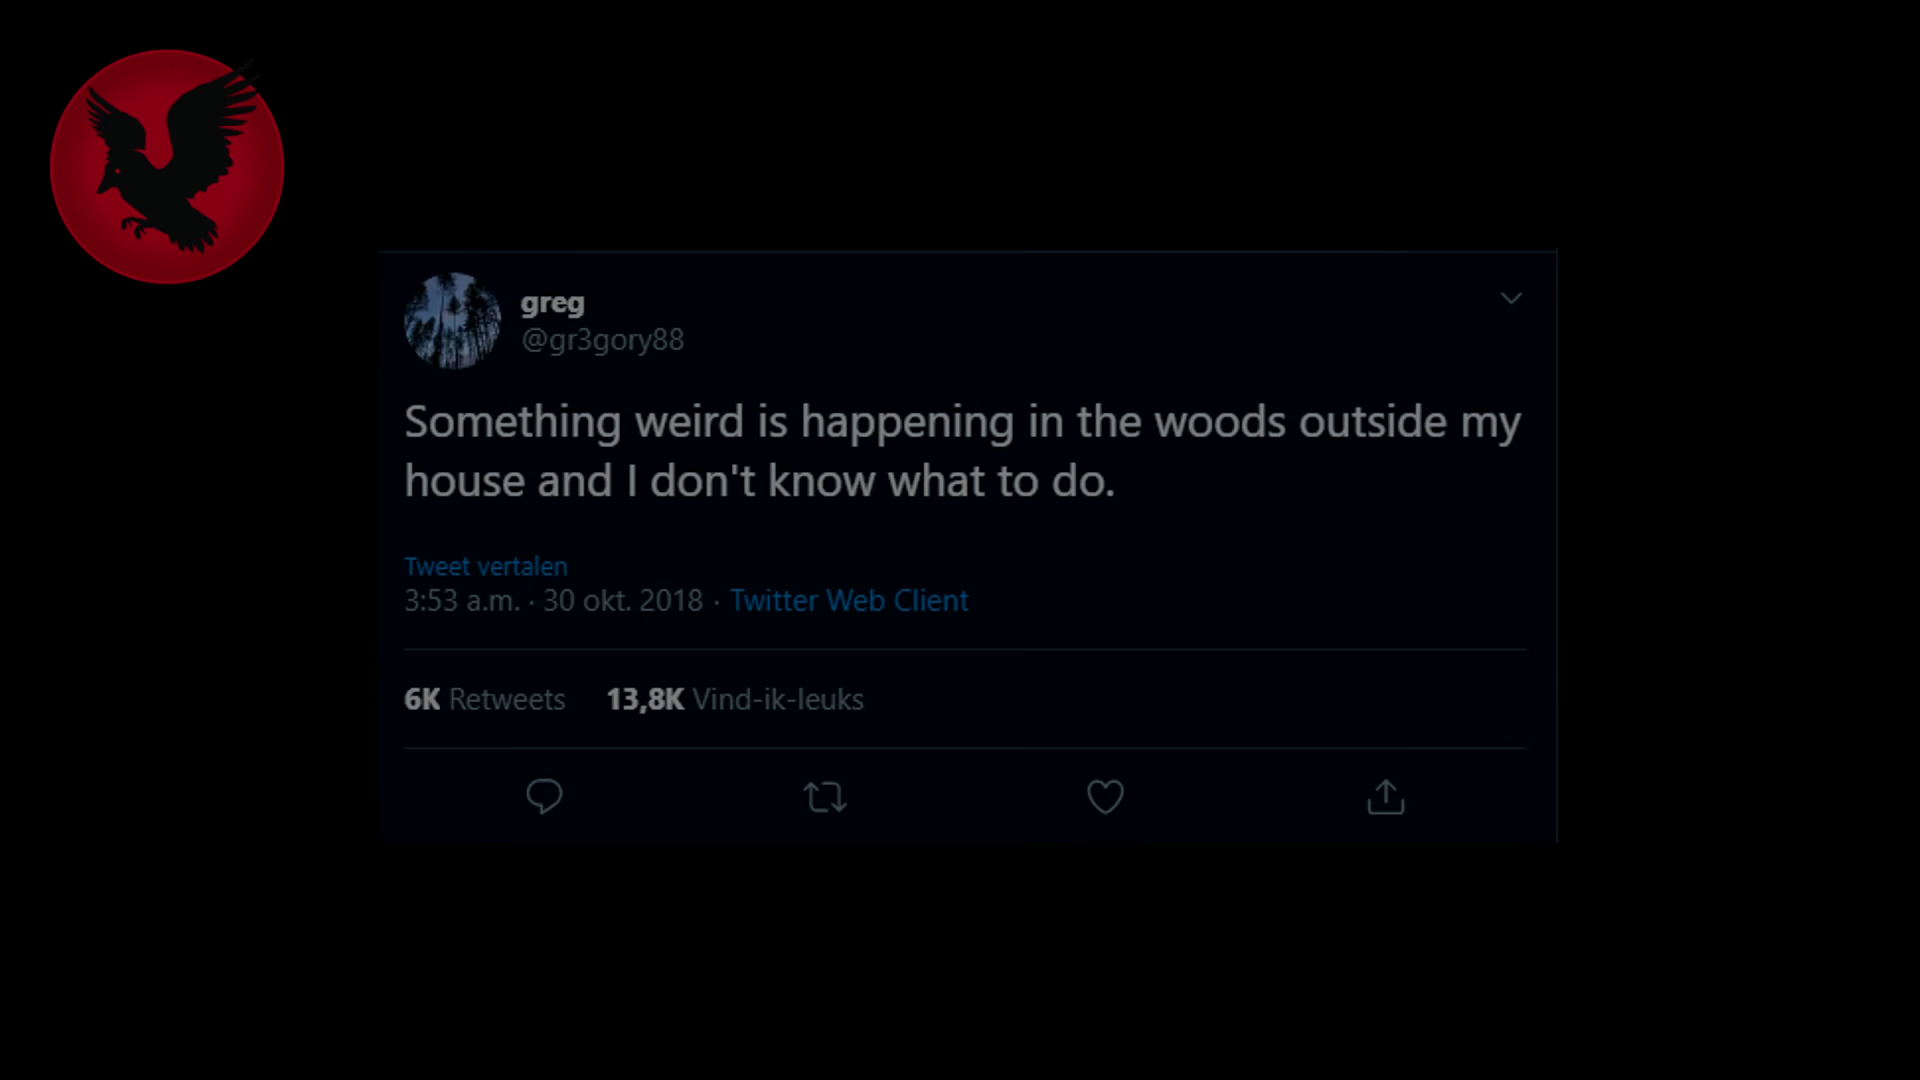 greg
@gr3gory88
Something weird is happening in the woods outside my
house and I don't know what to do.
Tweet vertalen
3:53 a.m. · 30 okt. 2018 · Twitter Web Client
6K Retweets 13,8K Vind-ik-leuks